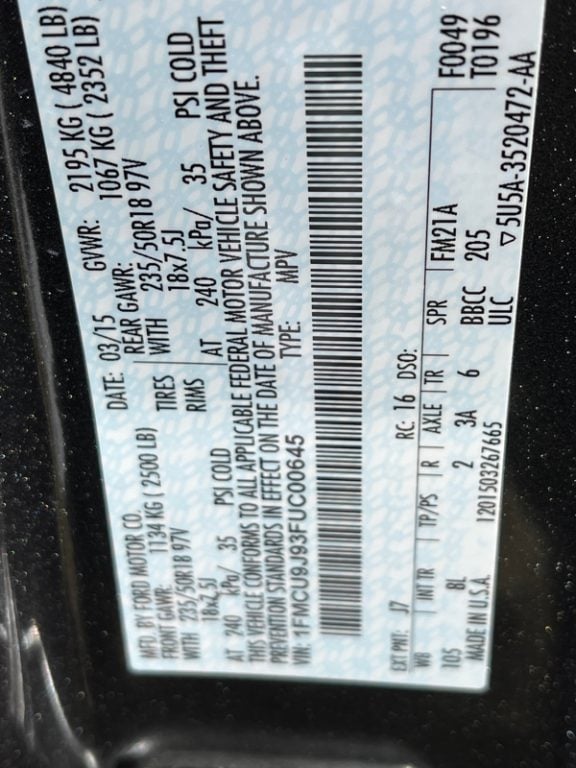 MFD. BY FORD MOTOR CO. DATE: 03/15 GVWR: 2195 KG ( 4840 LB)
FRONT GAWR: 1134 KG ( 2500 LB) REAR GAWR: 1067 KG ( 2352 LB)
WITH 235/50R18 97V TIRES WITH 235/50R18 97V
18x7.5J RIMS 18x7.5J
AT 240 kPa/ 35 PSI COLD AT 240 kPa/ 35 PSI COLD
THIS VEHICLE CONFORMS TO ALL APPLICABLE FEDERAL MOTOR VEHICLE SAFETY AND THEFT
PREVENTION STANDARDS IN EFFECT ON THE DATE OF MANUFACTURE SHOWN ABOVE.
VIN: 1FMCU9J93FUC00645 TYPE: MPV
F0049
EXT PNT: J7 RC: 16 DSO: T0196
WB | INT TR | TP/PS | R | AXLE | TR | SPR FM21A
105 8L 2 3A 6 BBCC 205
MADE IN U.S.A. 1201503267665 ULC ▽5U5A-3520472-AA